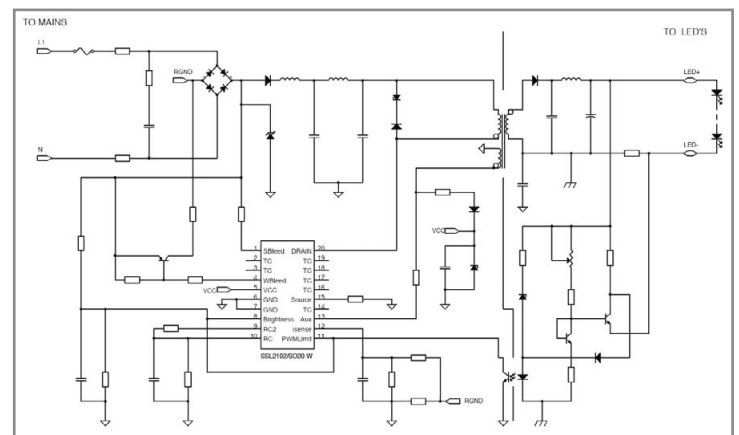 TO MAINS
TO LED'S
L1
RGND
LED+
N
LED-
VCC
1 SBleed DRAIN 20
2 TC TC 19
3 TC TC 18
4 WBleed TC 17
VCC 5 VCC TC 16
6 GND Source 15
7 GND TC 14
8 Brightness Aux 13
9 RC2 Isense 12
10 RC PWMLimit 11
SSL2102/SO20 W
RGND